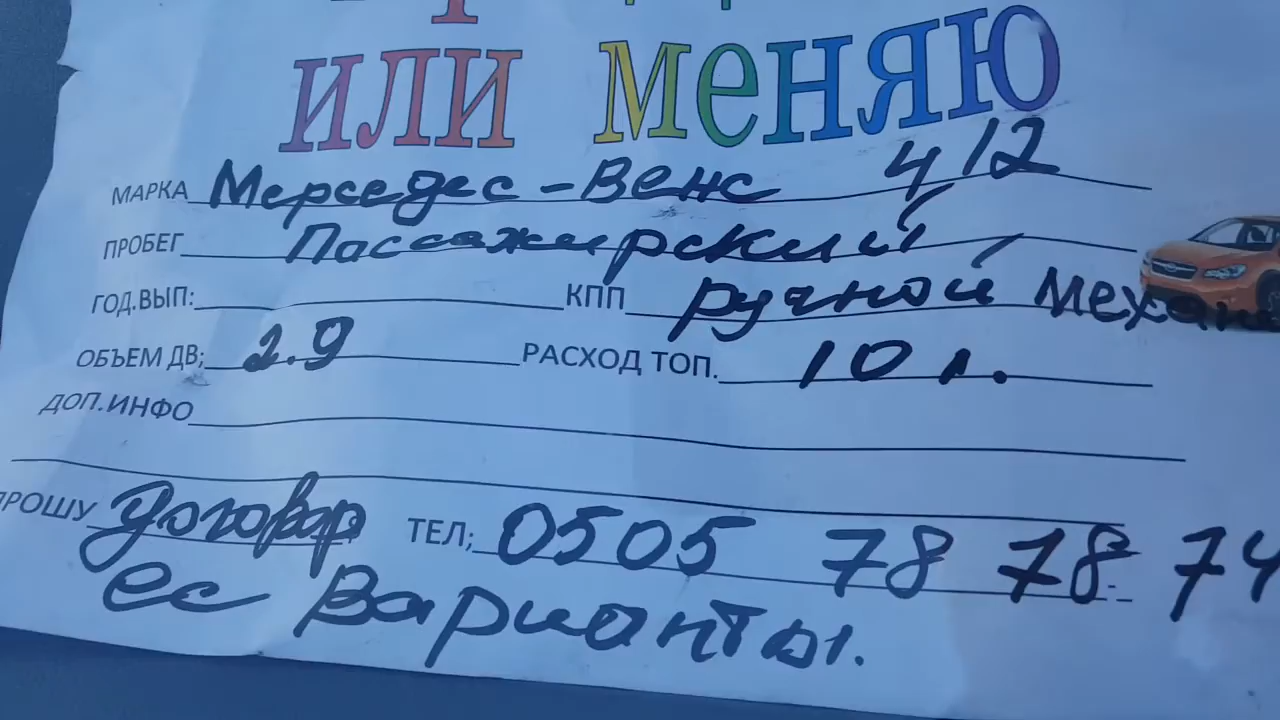 ИЛИ МЕНЯЮ
МАРКА Мерседес-Венс 412
ПРОБЕГ Пассажирский
ГОД.ВЫП: КПП ручной Механ
ОБЪЕМ ДВ; 2.9 РАСХОД ТОП. 10 л.
ДОП.ИНФО
ПРОШУ Договор ТЕЛ; 0505 78 78 74
ес Варианты.